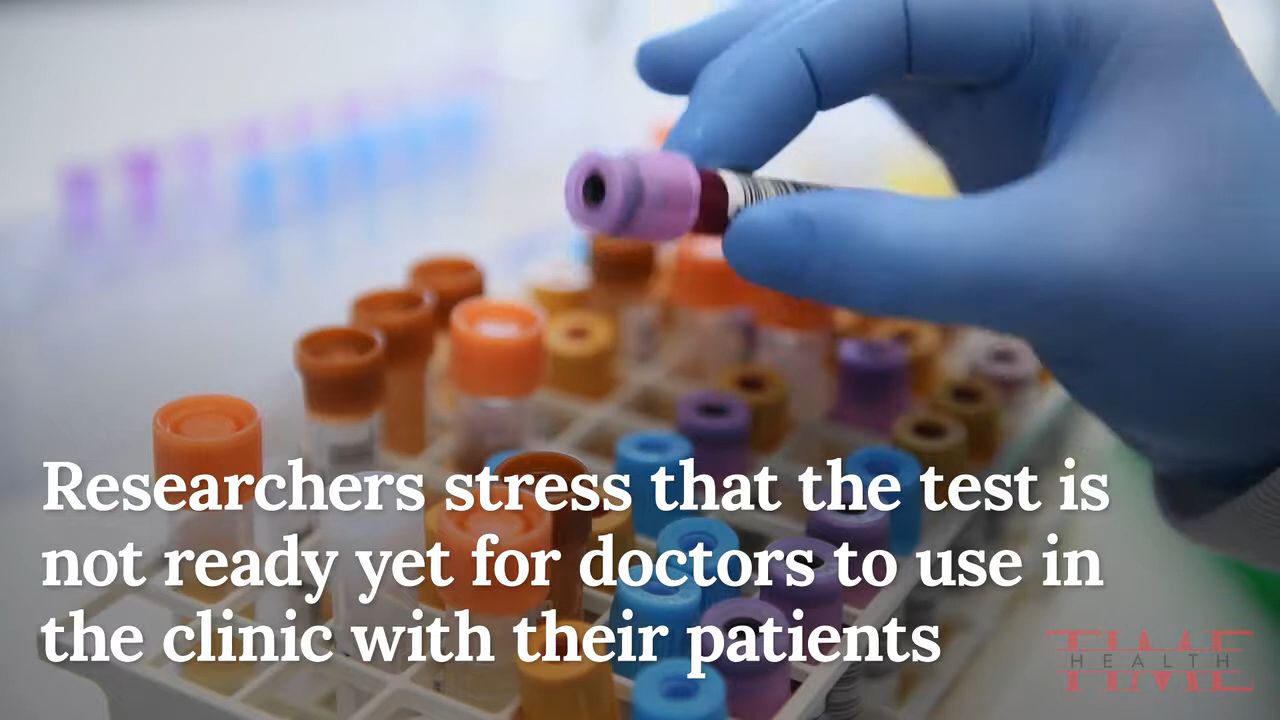 Researchers stress that the test is
not ready yet for doctors to use in
the clinic with their patients
TIME
HEALTH